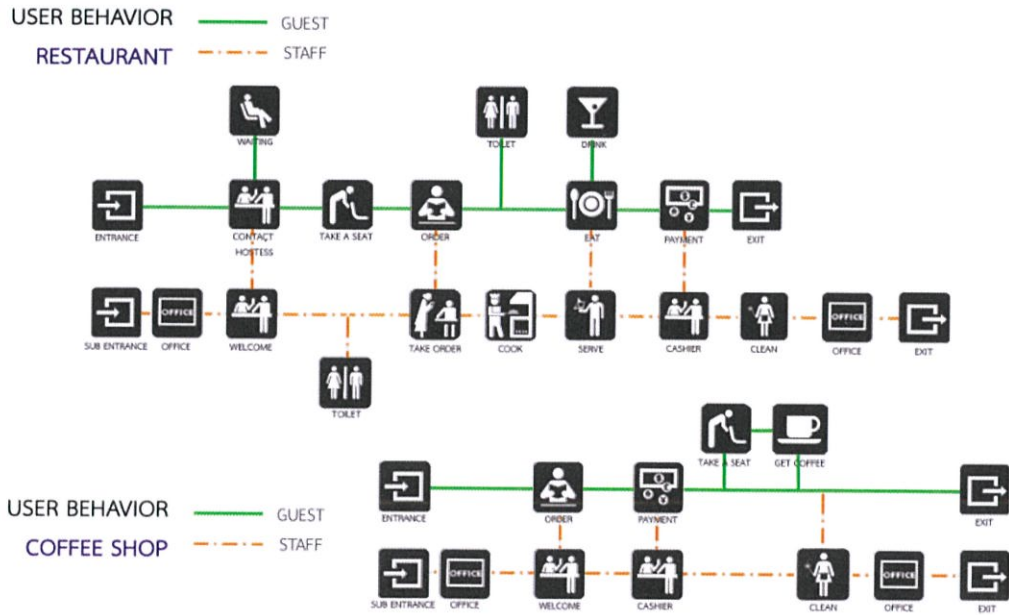 USER BEHAVIOR
GUEST
RESTAURANT
STAFF
WAITING
TOILET
DRINK
ENTRANCE
CONTACT
HOSTESS
TAKE A SEAT
ORDER
EAT
PAYMENT
EXIT
OFFICE
OFFICE
SUB ENTRANCE
OFFICE
WELCOME
TAKE ORDER
COOK
SERVE
CASHIER
CLEAN
OFFICE
EXIT
TOILET
TAKE A SEAT
GET COFFEE
ENTRANCE
ORDER
PAYMENT
EXIT
USER BEHAVIOR
GUEST
COFFEE SHOP
STAFF
OFFICE
OFFICE
SUB ENTRANCE
OFFICE
WELCOME
CASHIER
CLEAN
OFFICE
EXIT